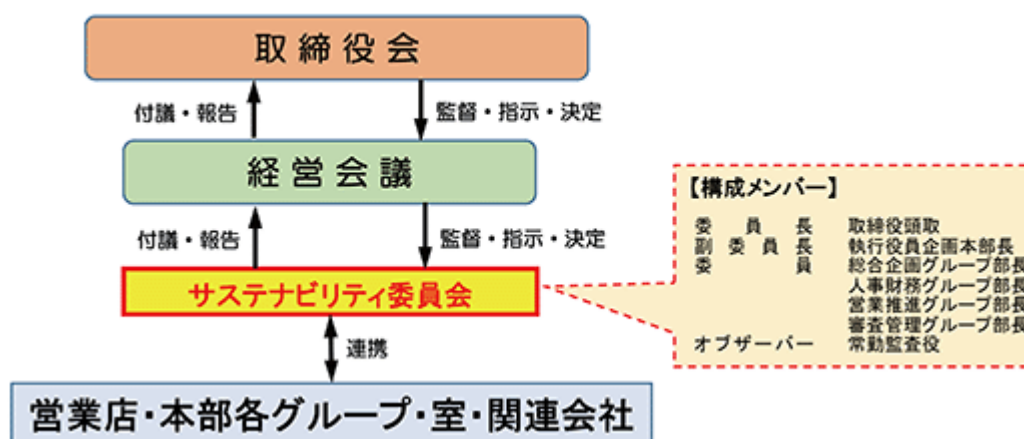 取締役会
付議・報告
監督・指示・決定
経営会議
付議・報告
監督・指示・決定
サステナビリティ委員会
連携
営業店・本部各グループ・室・関連会社
【構成メンバー】
委員長 取締役頭取
副委員長 執行役員企画本部長
委員 総合企画グループ部長
人事財務グループ部長
営業推進グループ部長
審査管理グループ部長
オブザーバー 常勤監査役